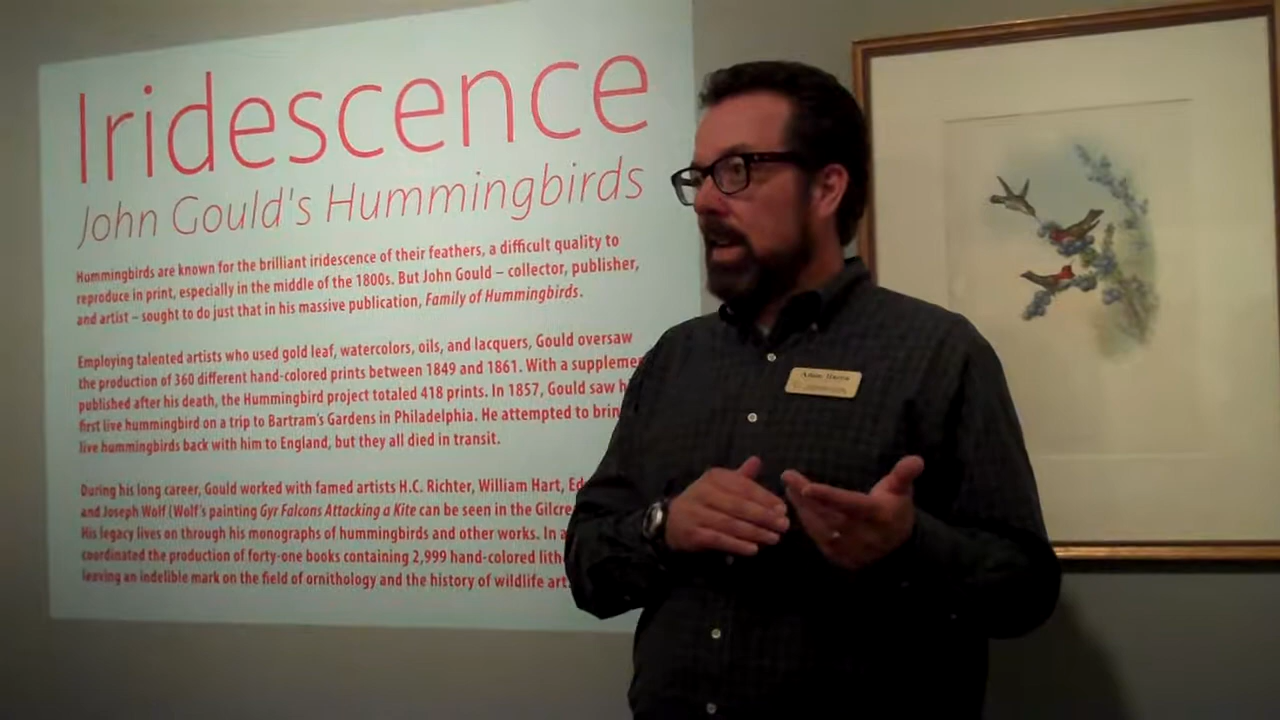 Iridescence
John Gould's Hummingbirds
Hummingbirds are known for the brilliant iridescence of their feathers, a difficult quality to
reproduce in print, especially in the middle of the 1800s. But John Gould – collector, publisher,
and artist – sought to do just that in his massive publication, Family of Hummingbirds.
Employing talented artists who used gold leaf, watercolors, oils, and lacquers, Gould oversaw
the production of 360 different hand-colored prints between 1849 and 1861. With a suppleme
published after his death, the Hummingbird project totaled 418 prints. In 1857, Gould saw h
first live hummingbird on a trip to Bartram's Gardens in Philadelphia. He attempted to brin
live hummingbirds back with him to England, but they all died in transit.
During his long career, Gould worked with famed artists H.C. Richter, William Hart, Ed
and Joseph Wolf (Wolf's painting Gyr Falcons Attacking a Kite can be seen in the Gilcre
His legacy lives on through his monographs of hummingbirds and other works. In a
coordinated the production of forty-one books containing 2,999 hand-colored lith
leaving an indelible mark on the field of ornithology and the history of wildlife art.
Adam Harris